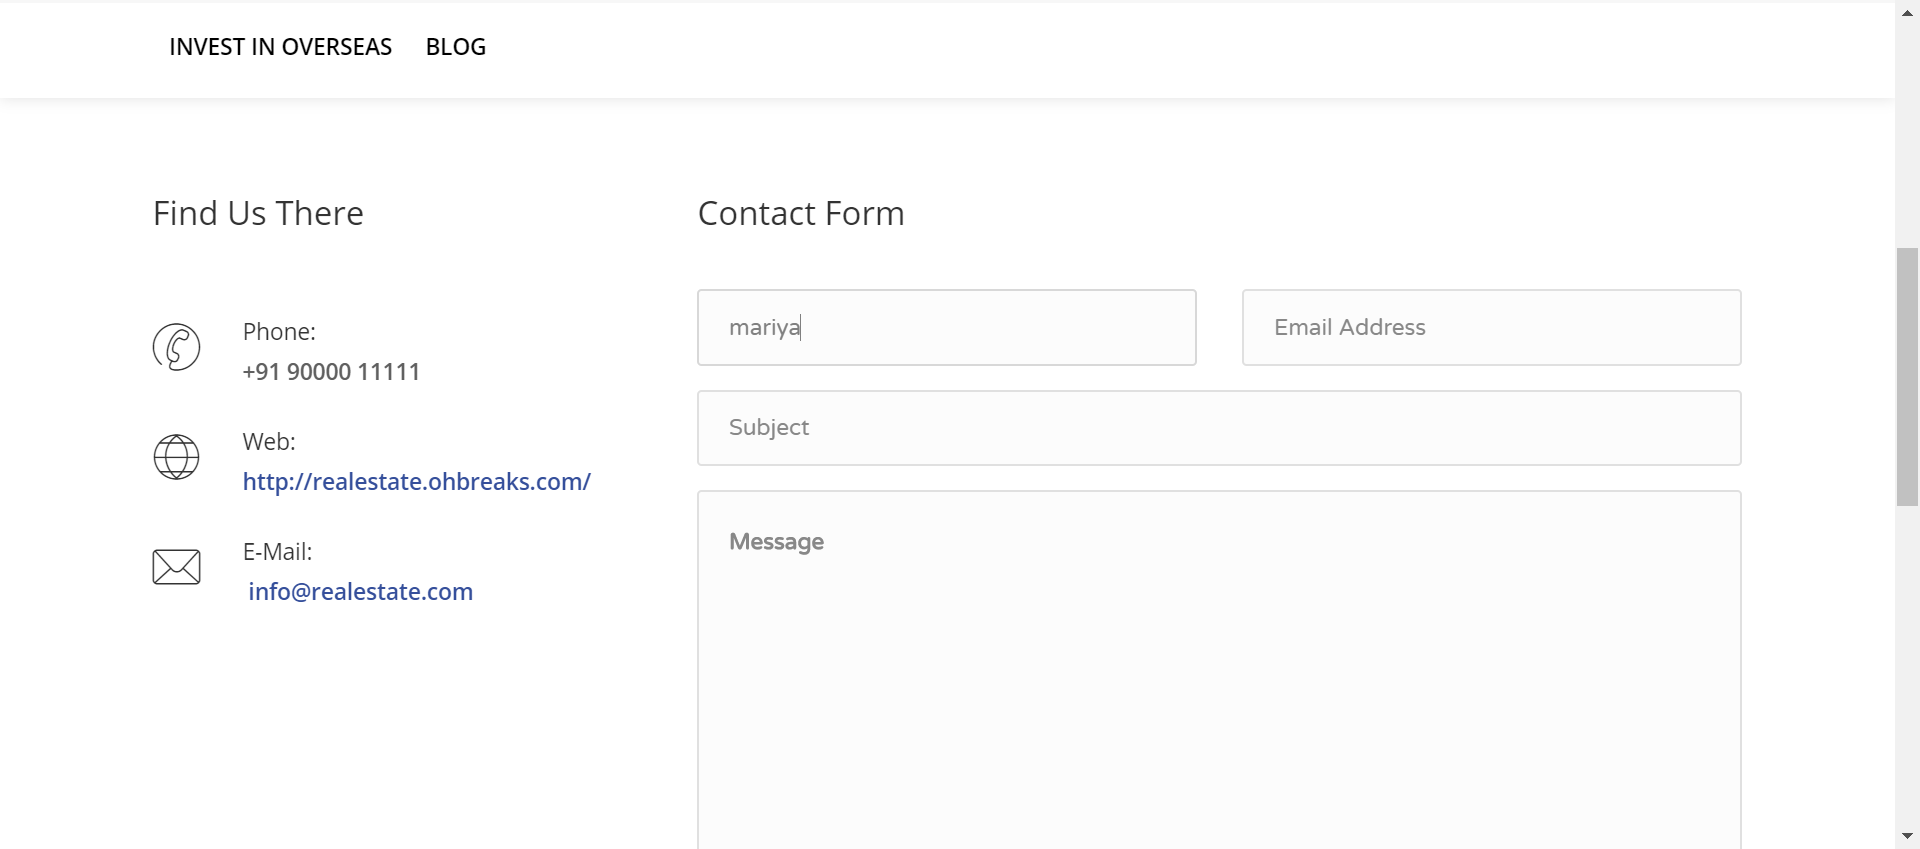 INVEST IN OVERSEAS BLOG
Find Us There
Phone:
+91 90000 11111
Web:
http://realestate.ohbreaks.com/
E-Mail:
info@realestate.com
Contact Form
mariya
Email Address
Subject
Message